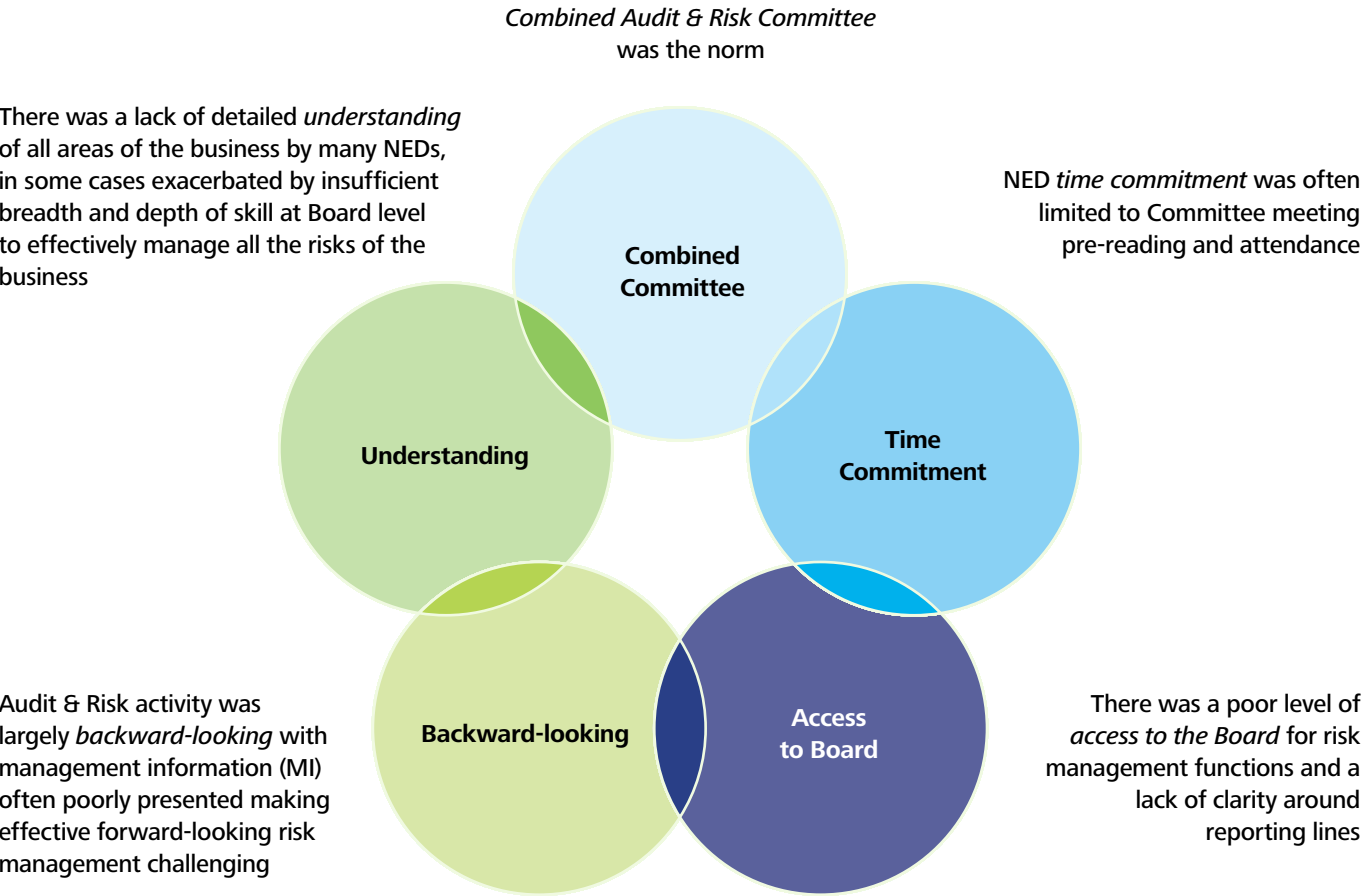 Combined Audit & Risk Committee
was the norm
There was a lack of detailed understanding
of all areas of the business by many NEDs,
in some cases exacerbated by insufficient
breadth and depth of skill at Board level
to effectively manage all the risks of the
business
NED time commitment was often
limited to Committee meeting
pre-reading and attendance
Combined
Committee
Understanding
Time
Commitment
Backward-looking
Access
to Board
Audit & Risk activity was
largely backward-looking with
management information (MI)
often poorly presented making
effective forward-looking risk
management challenging
There was a poor level of
access to the Board for risk
management functions and a
lack of clarity around
reporting lines